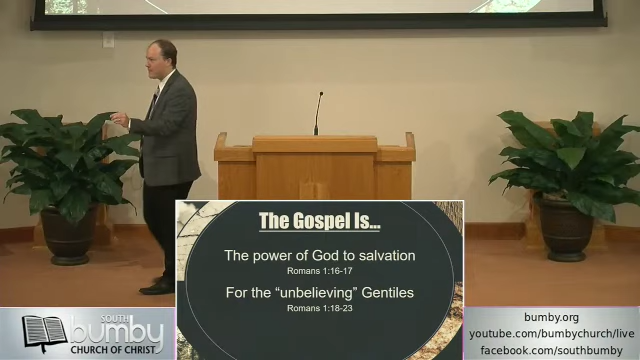 The Gospel Is...
The power of God to salvation
Romans 1:16-17
For the “unbelieving” Gentiles
Romans 1:18-23
SOUTH
bumby
CHURCH OF CHRIST
bumby.org
youtube.com/bumbychurch/live
facebook.com/southbumby